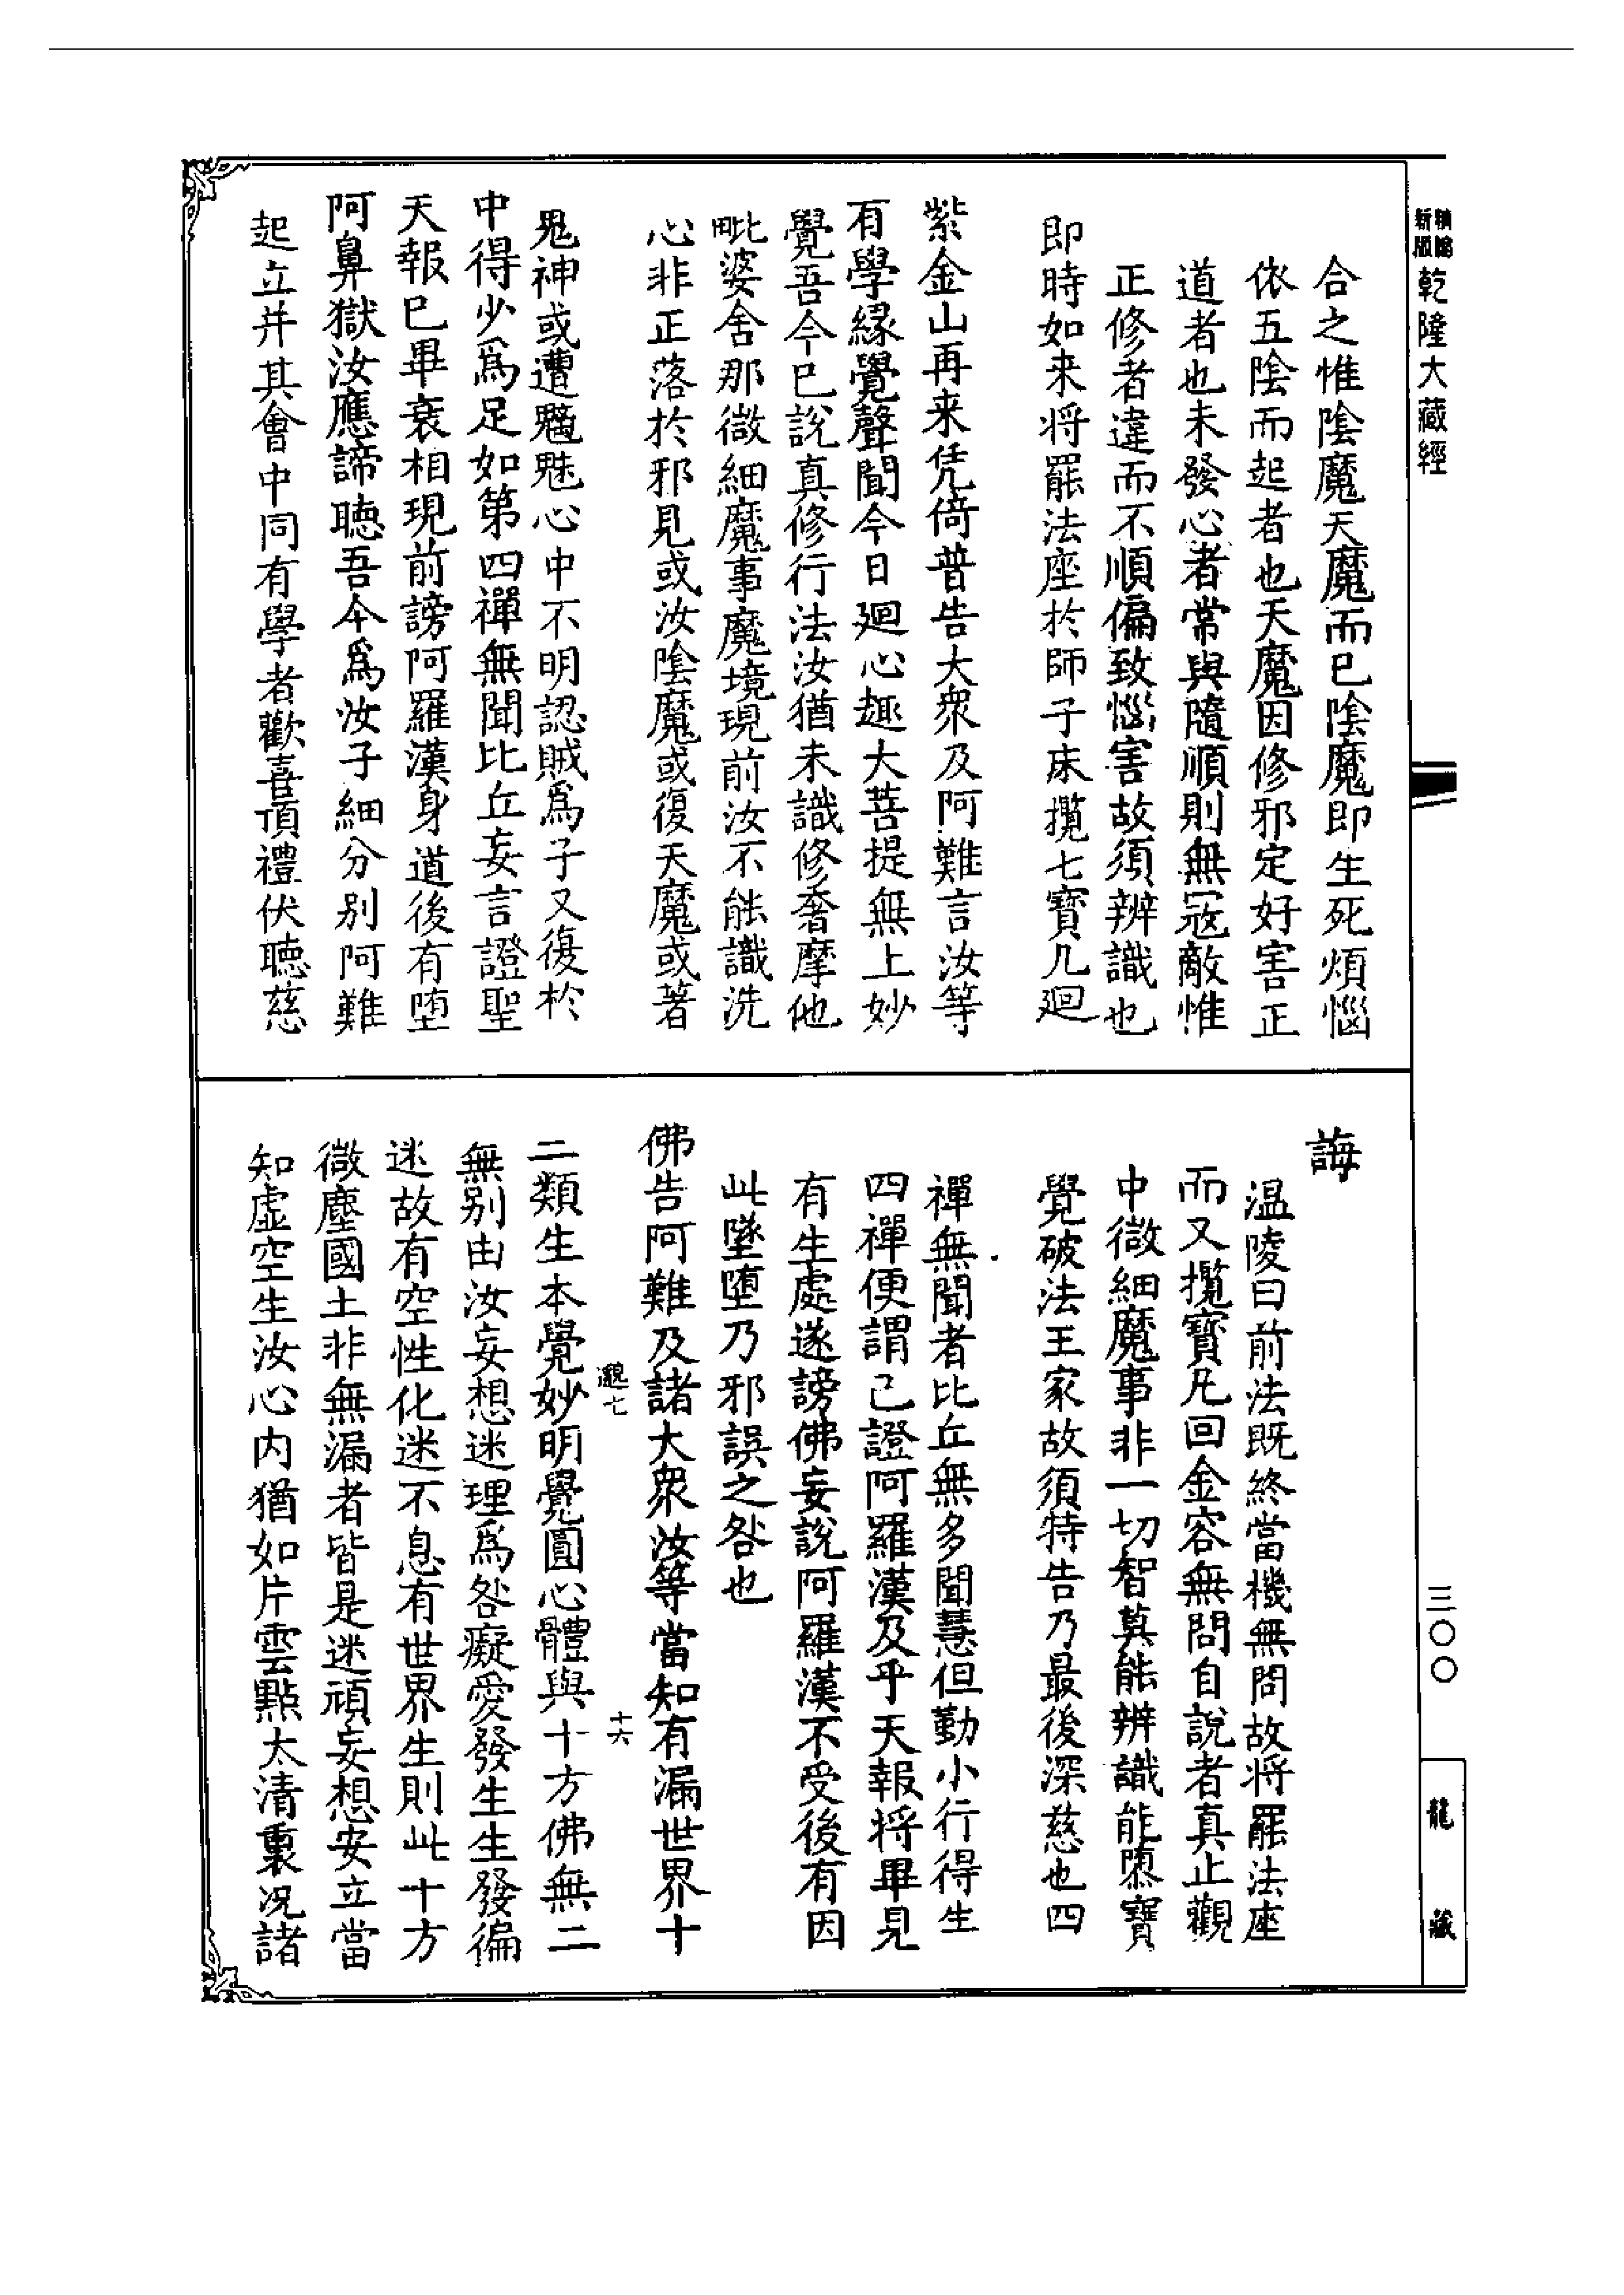 精縮
新版
乾隆大藏經
合之惟陰魔天魔而已陰魔即生死煩惱
依五陰而起者也天魔因修邪定好害正
道者也未發心者常與隨順則無冦敵惟
正修者違而不順偏致惱害故須辨識也
即時如来将罷法座於師子床攬七寶几廻
紫金山再来凭倚普告大衆及阿難言汝等
有學緣覺聲聞今日廻心趣大菩提無上妙
覺吾今已說真修行法汝猶未識修奢摩他
毗婆舍那微細魔事魔境現前汝不能識洗
心非正落於邪見或汝陰魔或復天魔或著
鬼神或遭魑魅心中不明認賊爲子又復於
中得少爲足如第四禪無聞比丘妄言證聖
天報已畢衰相現前謗阿羅漢身遭後有堕
阿鼻獄汝應諦聽吾今爲汝子細分别阿難
起立并其會中同有學者歡喜頂禮伏聽慈
誨
温陵曰前法既終當機無問故将罷法座
而又攬寶几回金容無問自說者真止觀
中微細魔事非一切智莫能辨識能隳寶
覺破法王家故須特告乃最後深慈也四
禪無聞者比丘無多聞慧但勤小行得生
四禪便謂己證阿羅漢及乎天報将畢見
有生處遂謗佛妄說阿羅漢不受後有因
此墜堕乃邪誤之咎也
佛告阿難及諸大衆汝等當知有漏世界十
二類生本覺妙明覺圓心體與十方佛無二
無别由汝妄想迷理爲咎癡愛發生生發徧
迷故有空性化迷不息有世界生則此十方
微塵國土非無漏者皆是迷頑妄想安立當
知虛空生汝心内猶如片雲點太清裏况諸
七
十六
三〇〇
龍藏